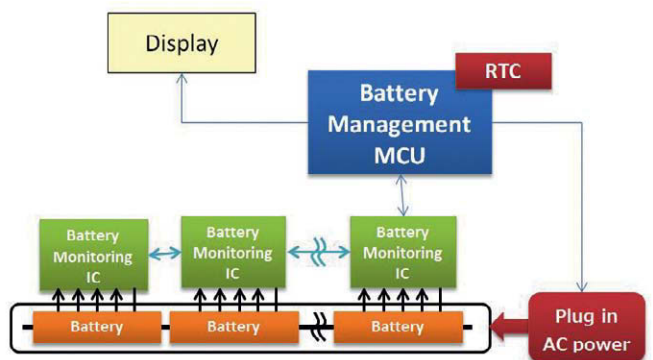 Display
RTC
Battery
Management
MCU
Battery
Monitoring
IC
Battery
Monitoring
IC
Battery
Monitoring
IC
Battery
Battery
Battery
Plug in
AC power